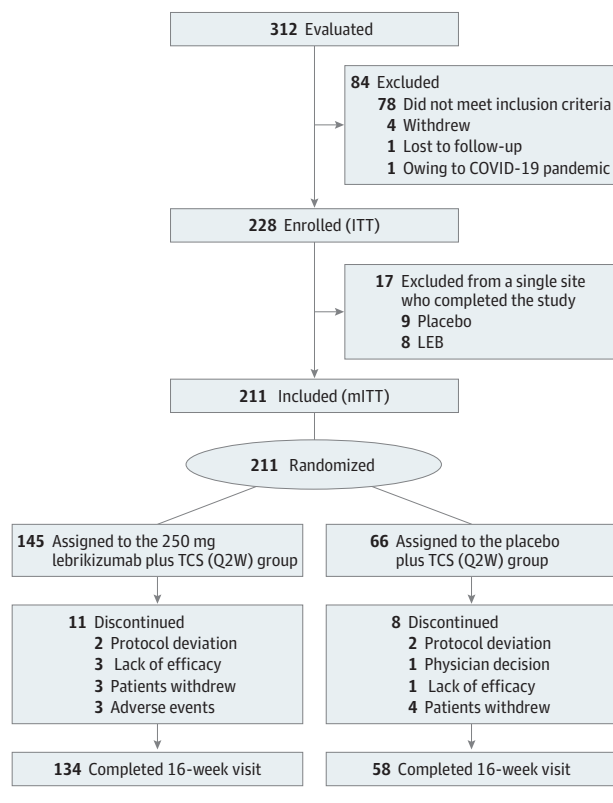 312 Evaluated
84 Excluded
78 Did not meet inclusion criteria
4 Withdrew
1 Lost to follow-up
1 Owing to COVID-19 pandemic
228 Enrolled (ITT)
17 Excluded from a single site
who completed the study
9 Placebo
8 LEB
211 Included (mITT)
211 Randomized
145 Assigned to the 250 mg
lebrikizumab plus TCS (Q2W) group
66 Assigned to the placebo
plus TCS (Q2W) group
11 Discontinued
2 Protocol deviation
3 Lack of efficacy
3 Patients withdrew
3 Adverse events
8 Discontinued
2 Protocol deviation
1 Physician decision
1 Lack of efficacy
4 Patients withdrew
134 Completed 16-week visit
58 Completed 16-week visit